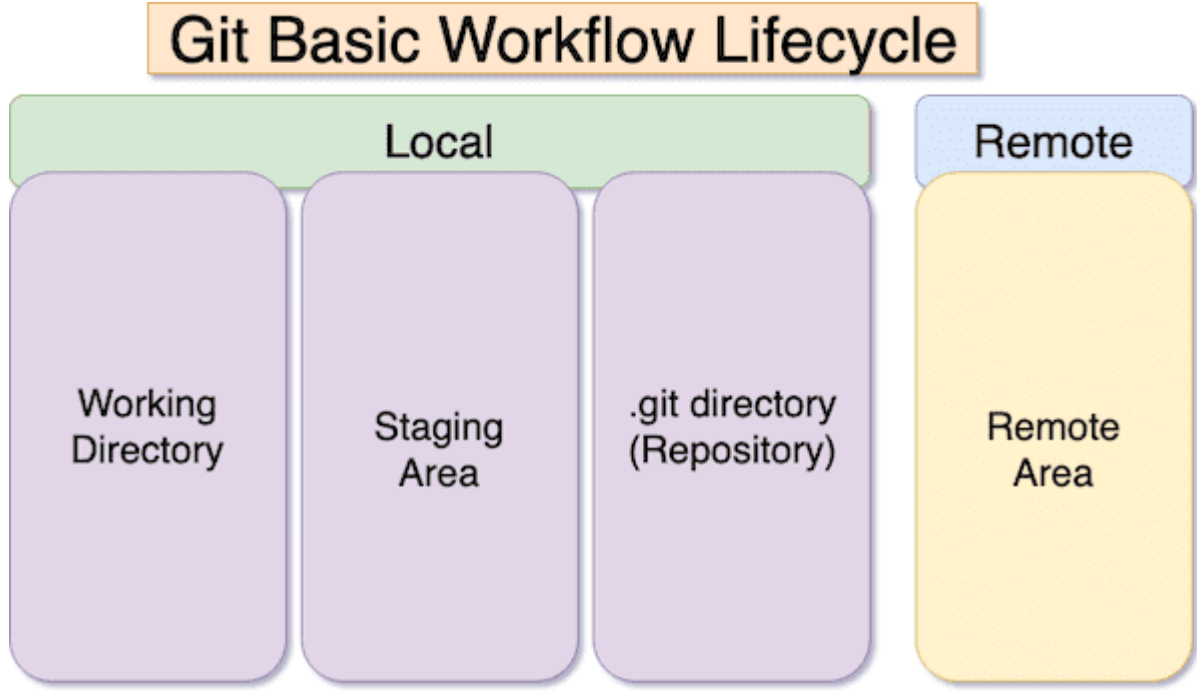 Git Basic Workflow Lifecycle
Local
Remote
Working
Directory
Staging
Area
.git directory
(Repository)
Remote
Area